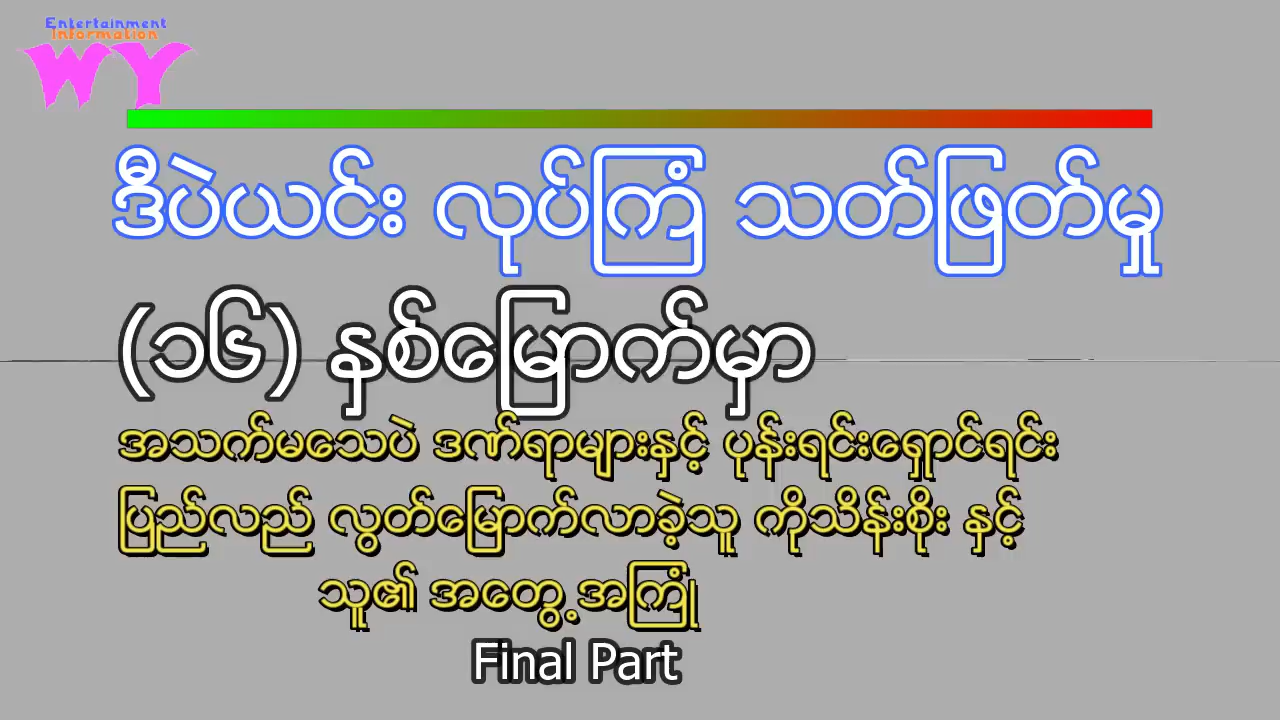 Entertainment
Information
WY
ဒီပဲယင်း လုပ်ကြံ သတ်ဖြတ်မှု
(၁၆) နှစ်မြောက်မှာ
အသက်မသေပဲ ဒဏ်ရာများနှင့် ပုန်းရင်းရှောင်ရင်း
ပြည်လည် လွတ်မြောက်လာခဲ့သူ ကိုသိန်းစိုး နှင့်
သူ၏ အတွေ့အကြုံ
Final Part